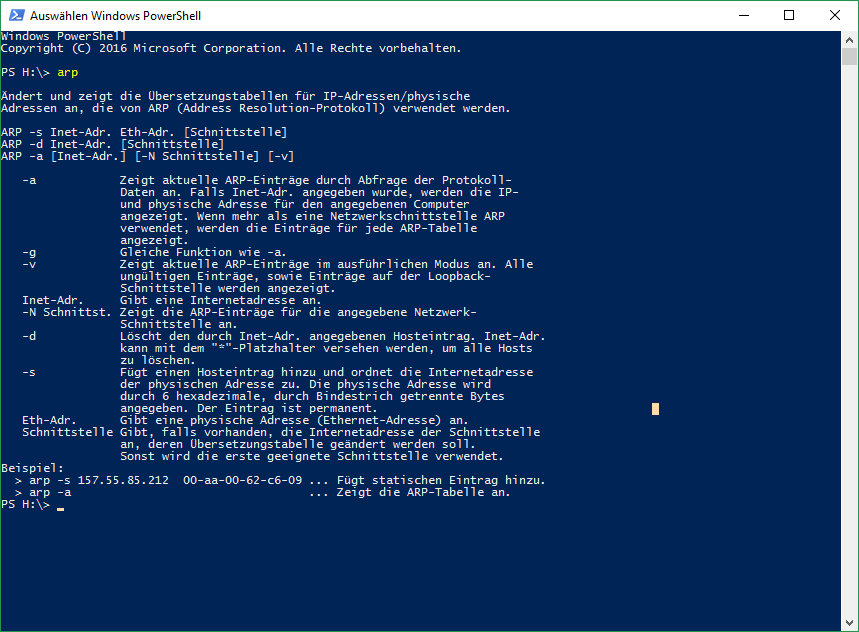 Auswählen Windows PowerShell
Windows PowerShell
Copyright (C) 2016 Microsoft Corporation. Alle Rechte vorbehalten.
PS H:\> arp
Ändert und zeigt die Übersetzungstabellen für IP-Adressen/physische
Adressen an, die von ARP (Address Resolution-Protokoll) verwendet werden.
ARP -s Inet-Adr. Eth-Adr. [Schnittstelle]
ARP -d Inet-Adr. [Schnittstelle]
ARP -a [Inet-Adr.] [-N Schnittstelle] [-v]
-a Zeigt aktuelle ARP-Einträge durch Abfrage der Protokoll-
Daten an. Falls Inet-Adr. angegeben wurde, werden die IP-
und physische Adresse für den angegebenen Computer
angezeigt. Wenn mehr als eine Netzwerkschnittstelle ARP
verwendet, werden die Einträge für jede ARP-Tabelle
angezeigt.
-g Gleiche Funktion wie -a.
-v Zeigt aktuelle ARP-Einträge im ausführlichen Modus an. Alle
ungültigen Einträge, sowie Einträge auf der Loopback-
Schnittstelle werden angezeigt.
Inet-Adr. Gibt eine Internetadresse an.
-N Schnittst. Zeigt die ARP-Einträge für die angegebene Netzwerk-
Schnittstelle an.
-d Löscht den durch Inet-Adr. angegebenen Hosteintrag. Inet-Adr.
kann mit dem "*"-Platzhalter versehen werden, um alle Hosts
zu löschen.
-s Fügt einen Hosteintrag hinzu und ordnet die Internetadresse
der physischen Adresse zu. Die physische Adresse wird
durch 6 hexadezimale, durch Bindestrich getrennte Bytes
angegeben. Der Eintrag ist permanent.
Eth-Adr. Gibt eine physische Adresse (Ethernet-Adresse) an.
Schnittstelle Gibt, falls vorhanden, die Internetadresse der Schnittstelle
an, deren Übersetzungstabelle geändert werden soll.
Sonst wird die erste geeignete Schnittstelle verwendet.
Beispiel:
> arp -s 157.55.85.212 00-aa-00-62-c6-09 ... Fügt statischen Eintrag hinzu.
> arp -a ... Zeigt die ARP-Tabelle an.
PS H:\> _